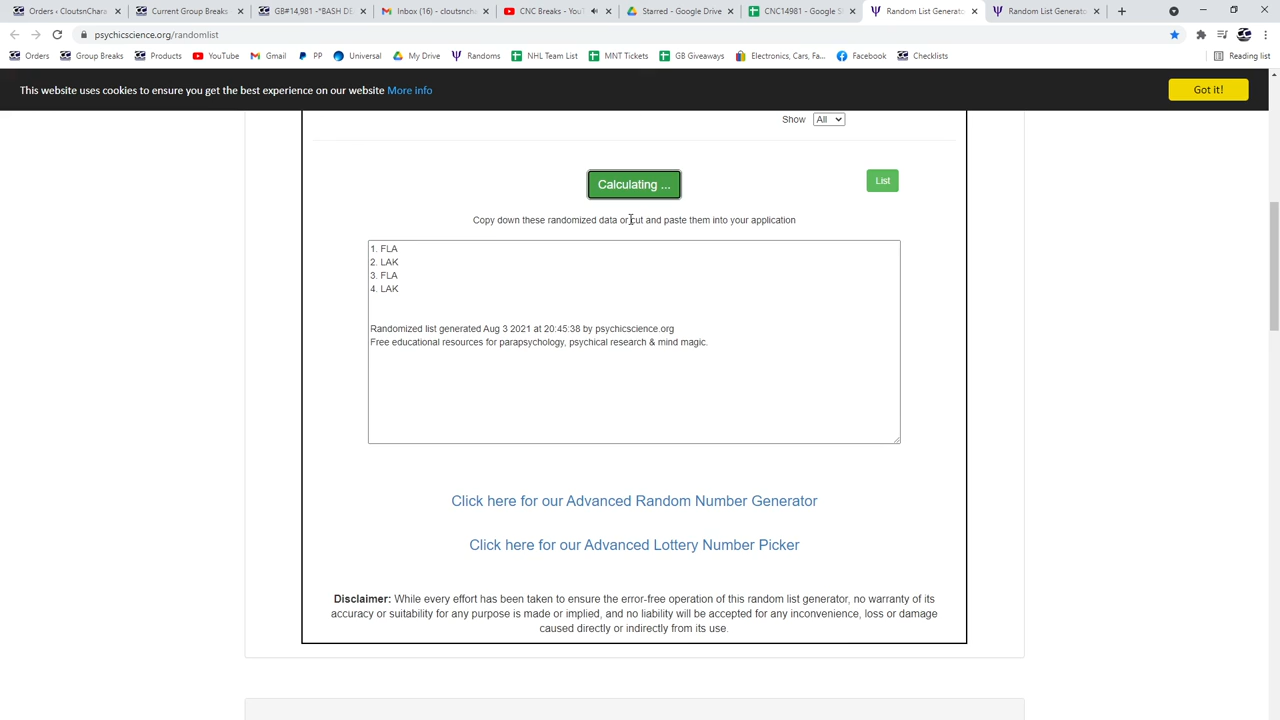 Orders < CloutsnChara
Current Group Breaks
GB#14,981 -*BASH DE
Inbox (16) - cloutsnchar
CNC Breaks - YouT
Starred - Google Drive
CNC14981 - Google Sh
Random List Generator
Random List Generator
psychicscience.org/randomlist
Orders
Group Breaks
Products
YouTube
Gmail
PP
Universal
My Drive
Randoms
NHL Team List
MNT Tickets
GB Giveaways
Electronics, Cars, Fa...
Facebook
Checklists
Reading list
This website uses cookies to ensure you get the best experience on our website More info
Got it!
Show All
Calculating ...
List
Copy down these randomized data or cut and paste them into your application
1. FLA
2. LAK
3. FLA
4. LAK
Randomized list generated Aug 3 2021 at 20:45:38 by psychicscience.org
Free educational resources for parapsychology, psychical research & mind magic.
Click here for our Advanced Random Number Generator
Click here for our Advanced Lottery Number Picker
Disclaimer: While every effort has been taken to ensure the error-free operation of this random list generator, no warranty of its
accuracy or suitability for any purpose is made or implied, and no liability will be accepted for any inconvenience, loss or damage
caused directly or indirectly from its use.